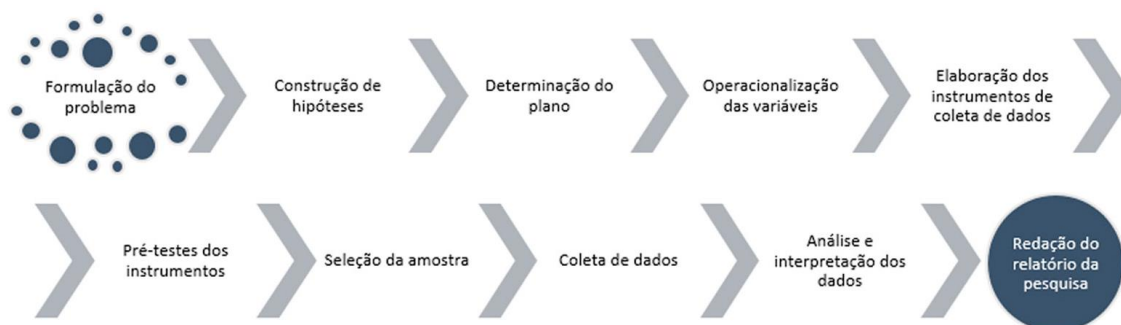 Formulação do
problema
Construção de
hipóteses
Determinação do
plano
Operacionalização
das variáveis
Elaboração dos
instrumentos de
coleta de dados
Pré-testes dos
instrumentos
Seleção da amostra
Coleta de dados
Análise e
interpretação dos
dados
Redação do
relatório da
pesquisa